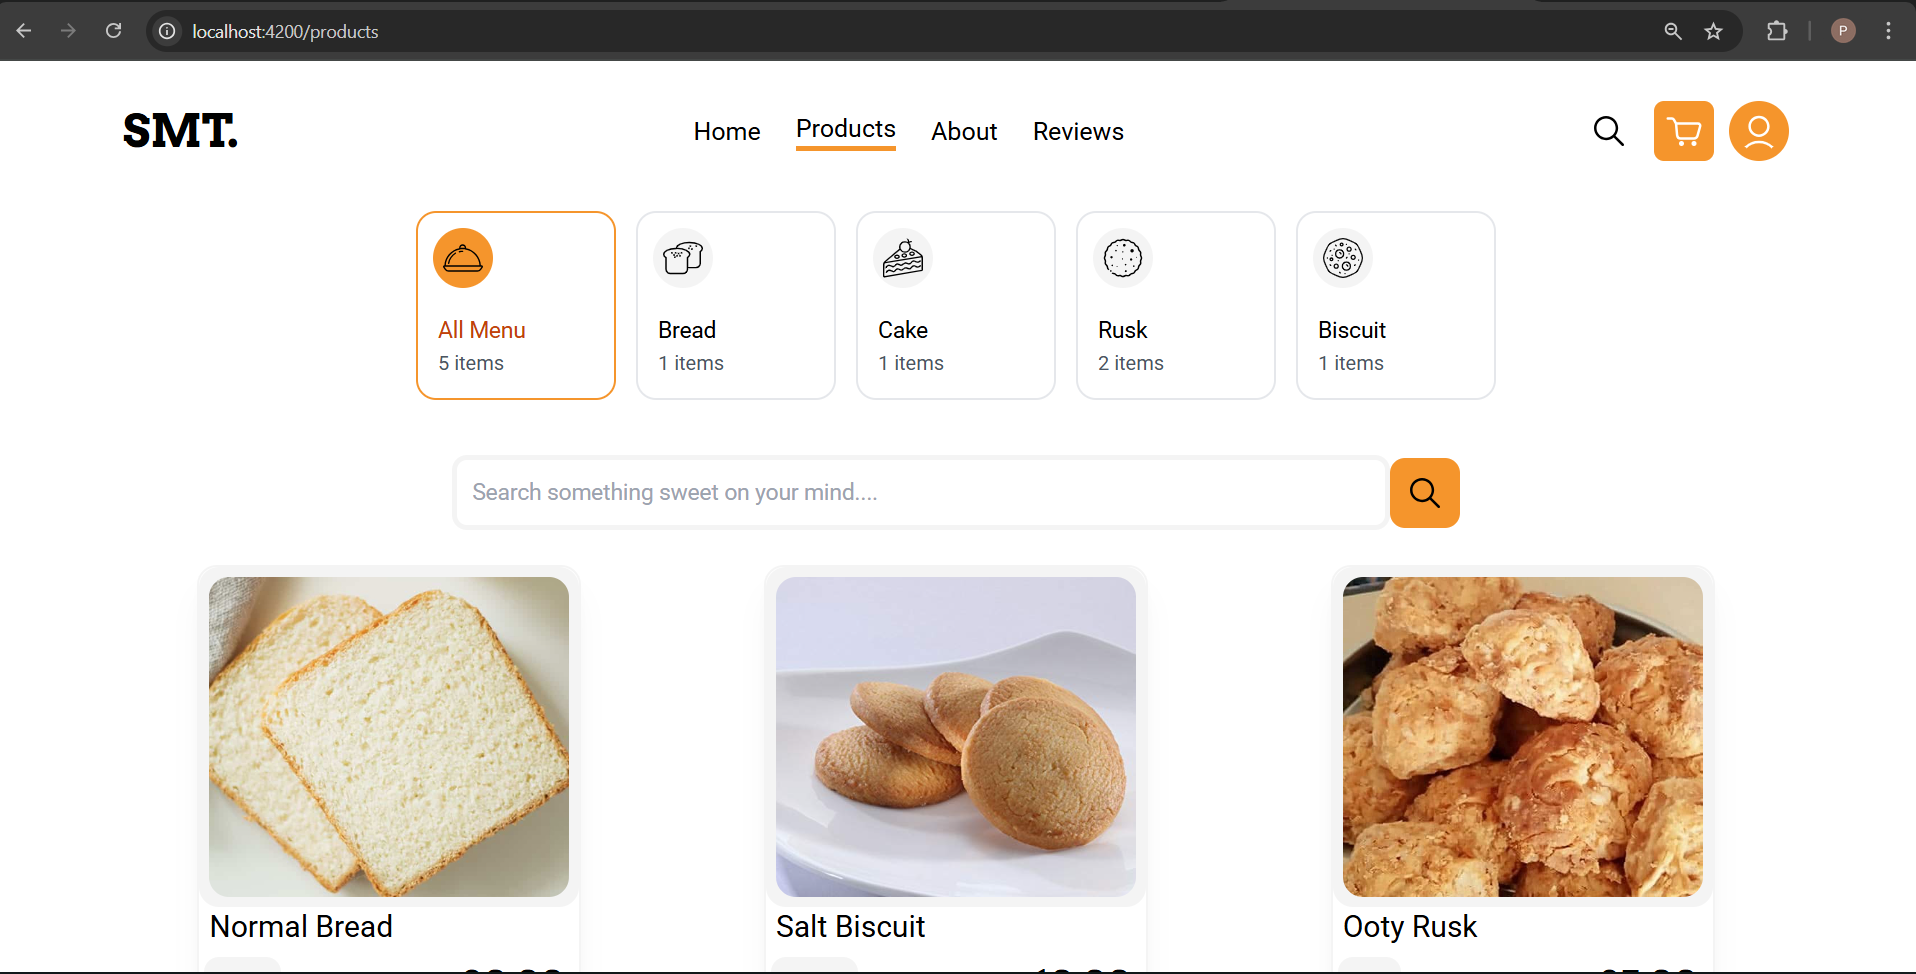 localhost:4200/products
P
SMT.
Home Products About Reviews
All Menu
5 items
Bread
1 items
Cake
1 items
Rusk
2 items
Biscuit
1 items
Search something sweet on your mind....
Normal Bread
Salt Biscuit
Ooty Rusk